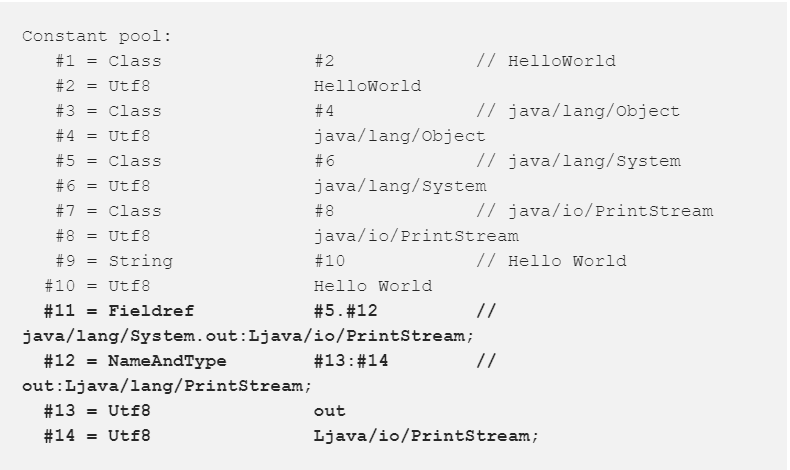 Constant pool:
#1 = Class #2 // HelloWorld
#2 = Utf8 HelloWorld
#3 = Class #4 // java/lang/Object
#4 = Utf8 java/lang/Object
#5 = Class #6 // java/lang/System
#6 = Utf8 java/lang/System
#7 = Class #8 // java/io/PrintStream
#8 = Utf8 java/io/PrintStream
#9 = String #10 // Hello World
#10 = Utf8 Hello World
#11 = Fieldref #5.#12 //
java/lang/System.out:Ljava/io/PrintStream;
#12 = NameAndType #13:#14 //
out:Ljava/lang/PrintStream;
#13 = Utf8 out
#14 = Utf8 Ljava/io/PrintStream;